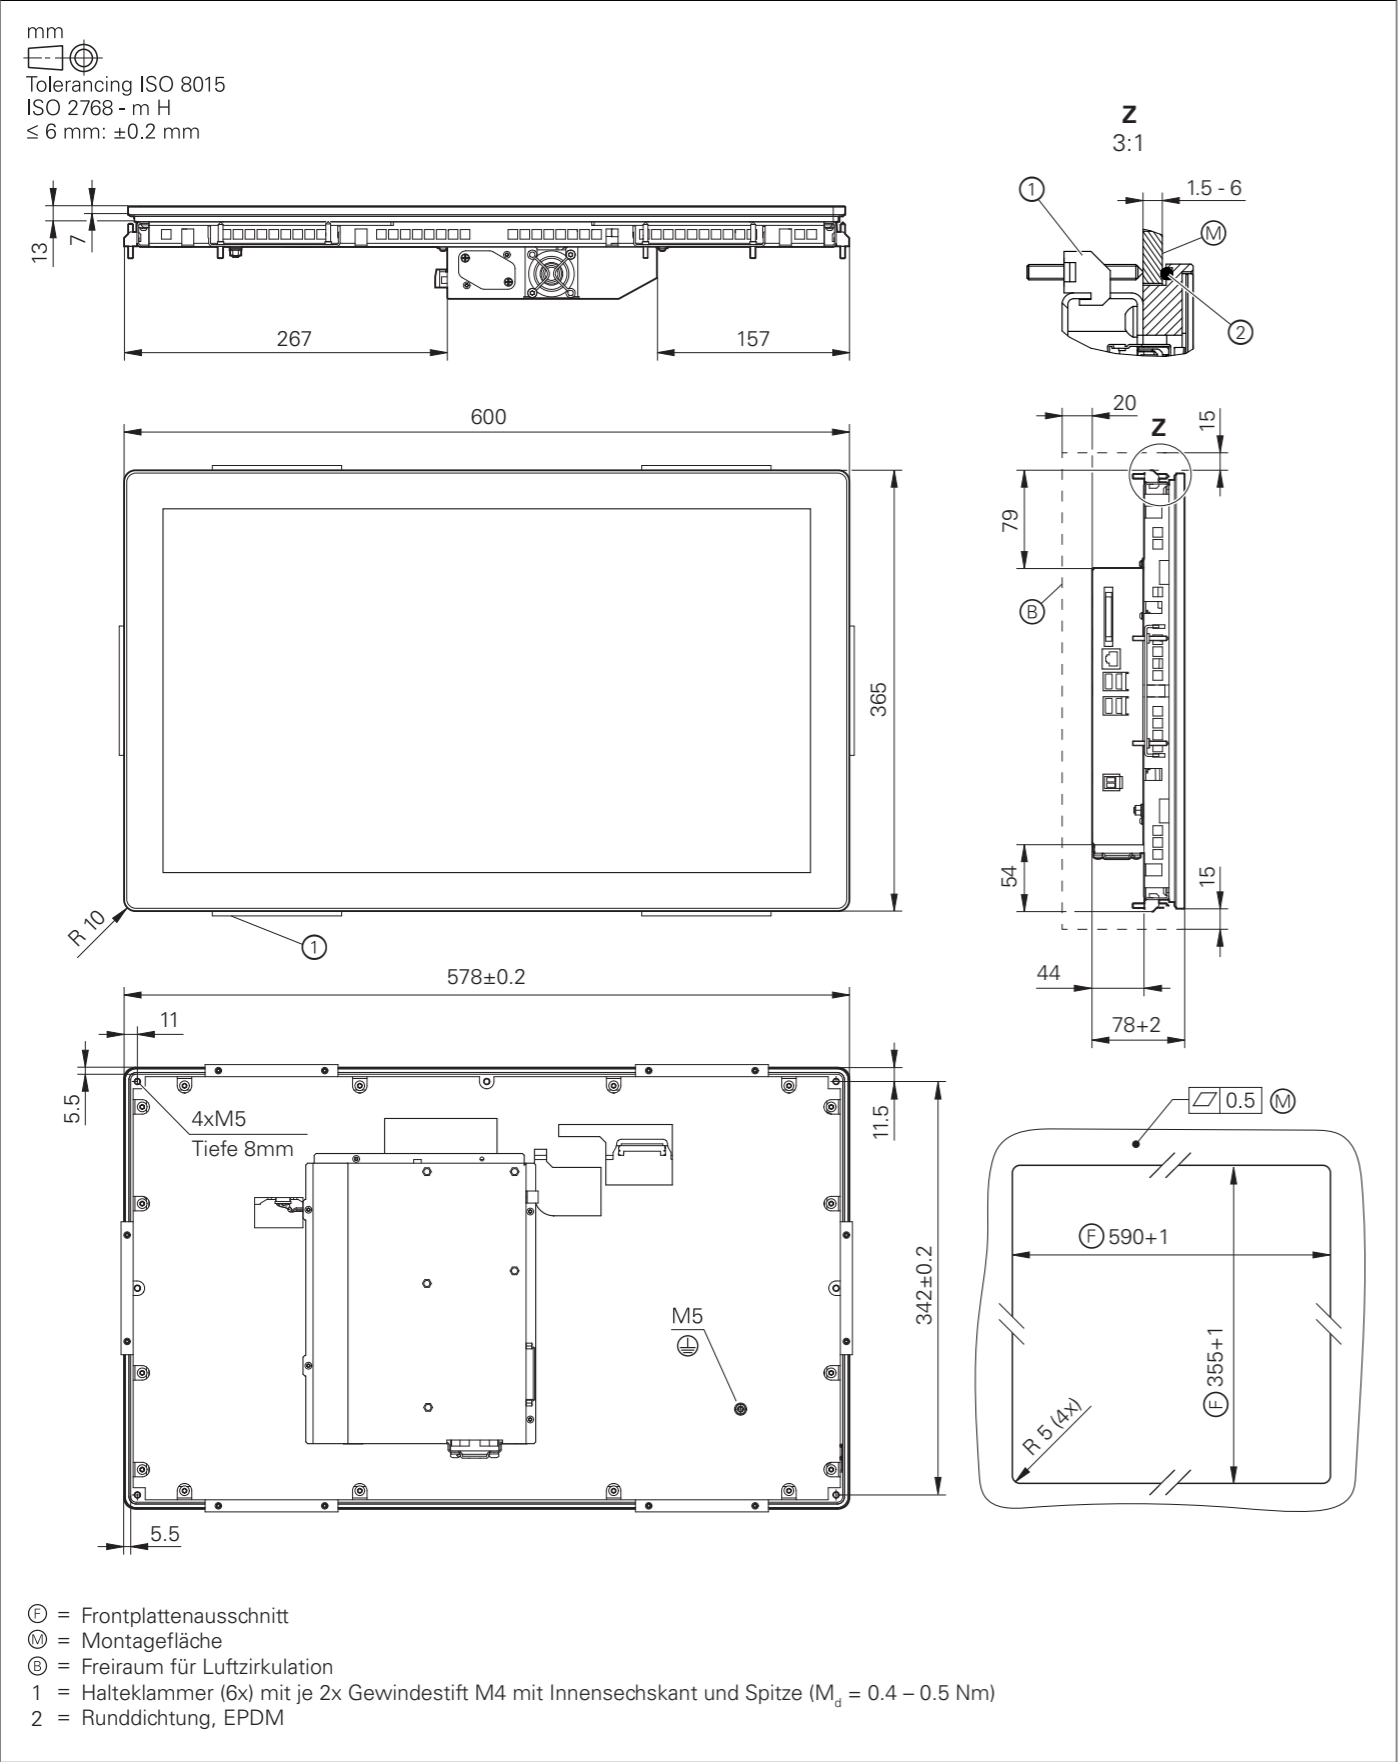 mm
Tolerancing ISO 8015
ISO 2768 - m H
≤ 6 mm: ±0.2 mm
Z
3:1
1
1.5 - 6
M
2
13
7
267
157
600
365
R 10
1
20
Z
15
79
B
54
15
44
78+2
578±0.2
11
5.5
4xM5
Tiefe 8mm
11.5
342±0.2
M5
5.5
0.5 M
F 590+1
F 355+1
R 5 (4x)
F = Frontplattenausschnitt
M = Montagefläche
B = Freiraum für Luftzirkulation
1 = Halteklammer (6x) mit je 2x Gewindestift M4 mit Innensechskant und Spitze (Md = 0.4 – 0.5 Nm)
2 = Runddichtung, EPDM